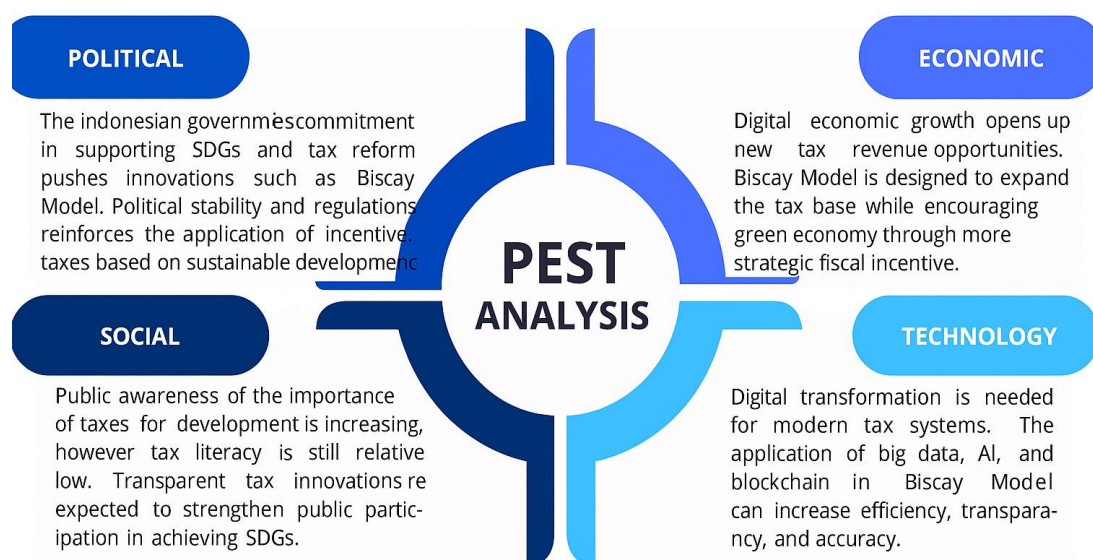 POLITICAL
The indonesian governmiescommitment
in supporting SDGs and tax reform
pushes innovations such as Biscay
Model. Political stability and regulations
reinforces the application of incentive.
taxes based on sustainable developmenc
ECONOMIC
Digital economic growth opens up
new tax revenue opportunities.
Biscay Model is designed to expand
the tax base while encouraging
green economy through more
strategic fiscal incentive.
PEST
ANALYSIS
SOCIAL
Public awareness of the importance
of taxes for development is increasing,
however tax literacy is still relative
low. Transparent tax innovations re
expected to strengthen public partic-
ipation in achieving SDGs.
TECHNOLOGY
Digital transformation is needed
for modern tax systems. The
application of big data, AI, and
blockchain in Biscay Model
can increase efficiency, transpara-
ncy, and accuracy.